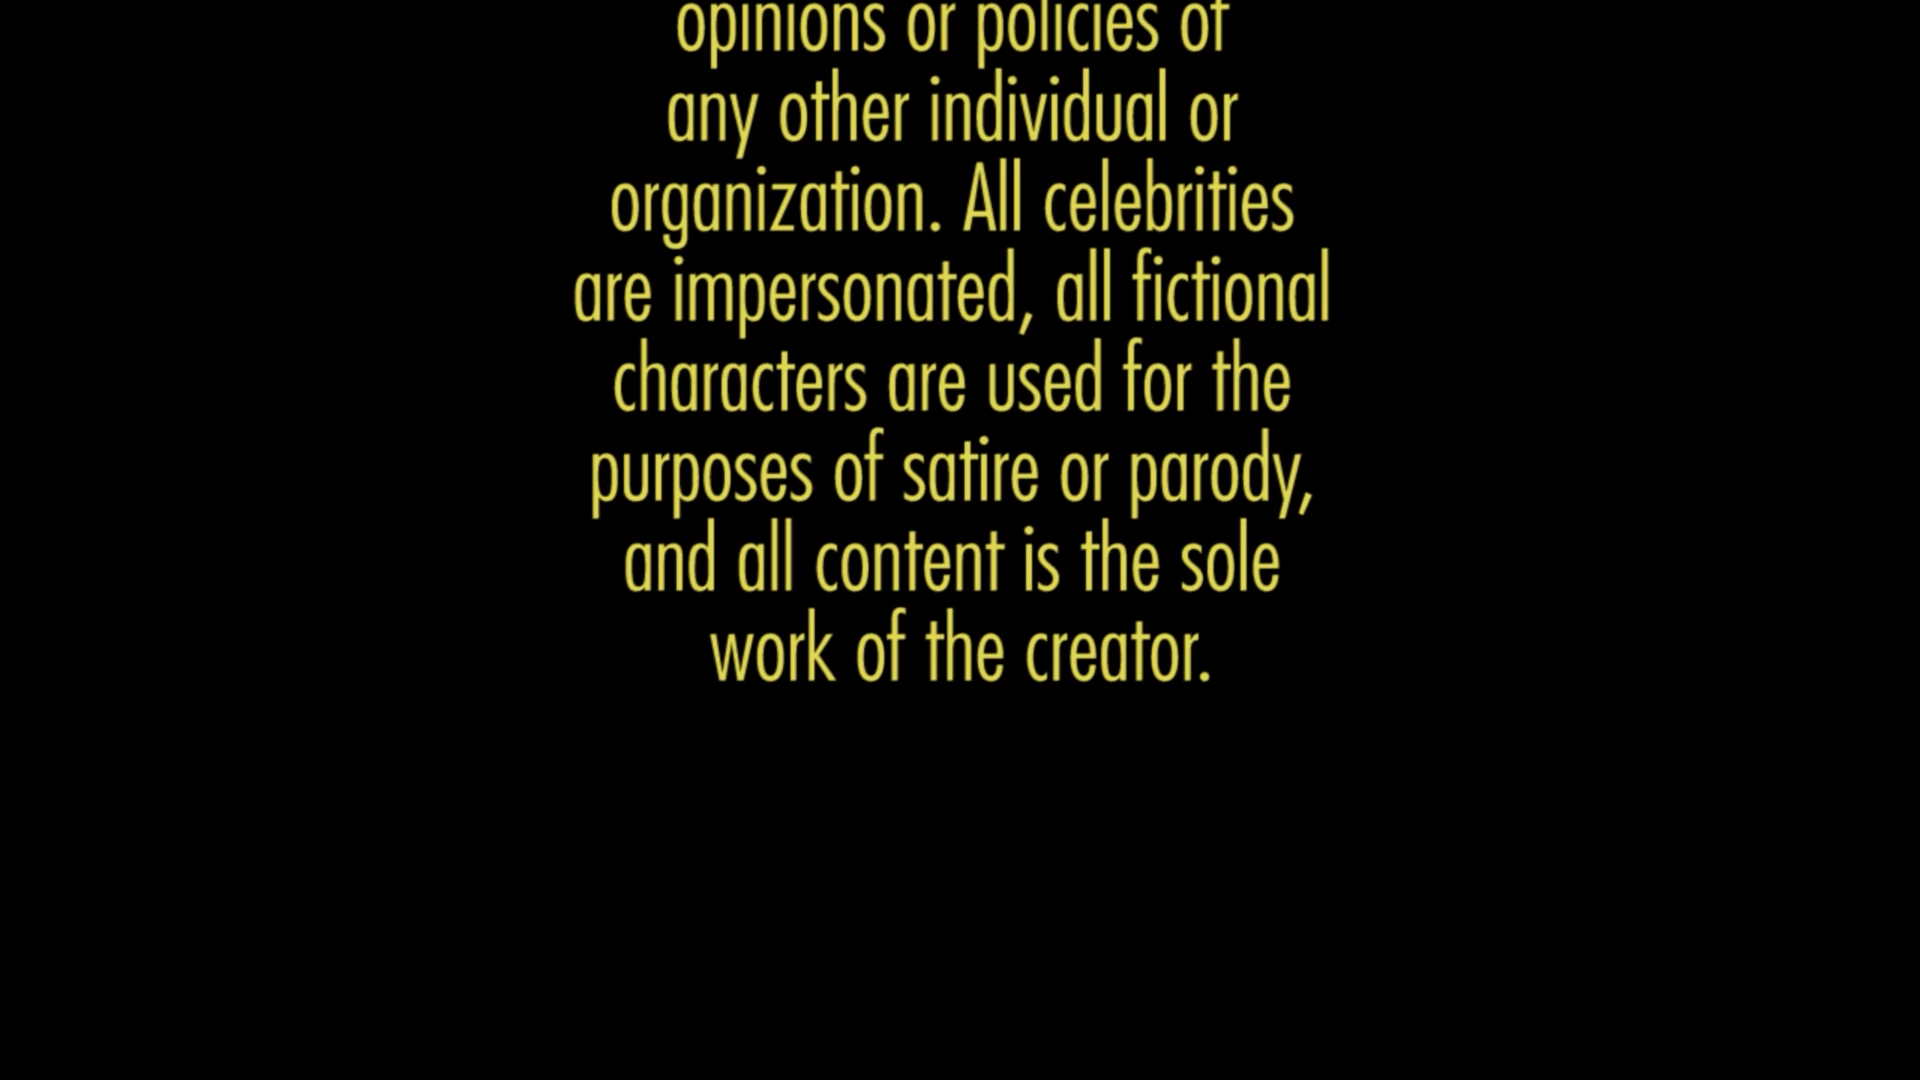 opinions or policies of
any other individual or
organization. All celebrities
are impersonated, all fictional
characters are used for the
purposes of satire or parody,
and all content is the sole
work of the creator.